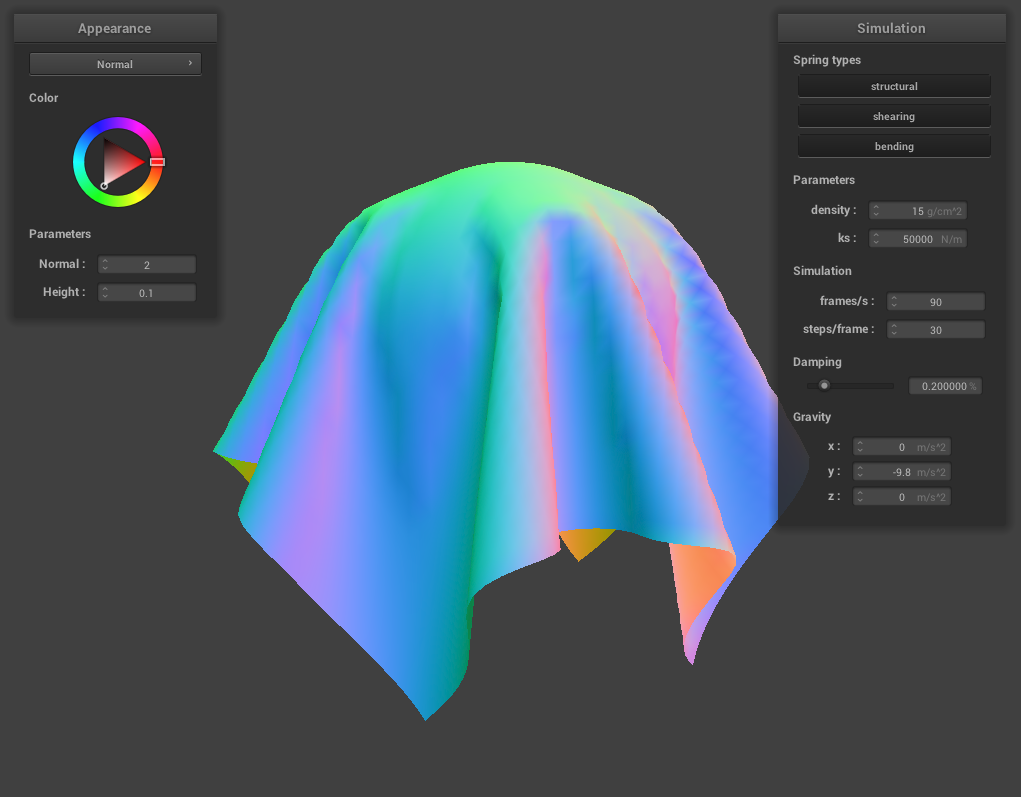 Appearance
Normal ›
Color
Parameters
Normal : 2
Height : 0.1
Simulation
Spring types
structural
shearing
bending
Parameters
density : 15 g/cm^2
ks : 50000 N/m
Simulation
frames/s : 90
steps/frame : 30
Damping
0.200000 %
Gravity
x : 0 m/s^2
y : -9.8 m/s^2
z : 0 m/s^2